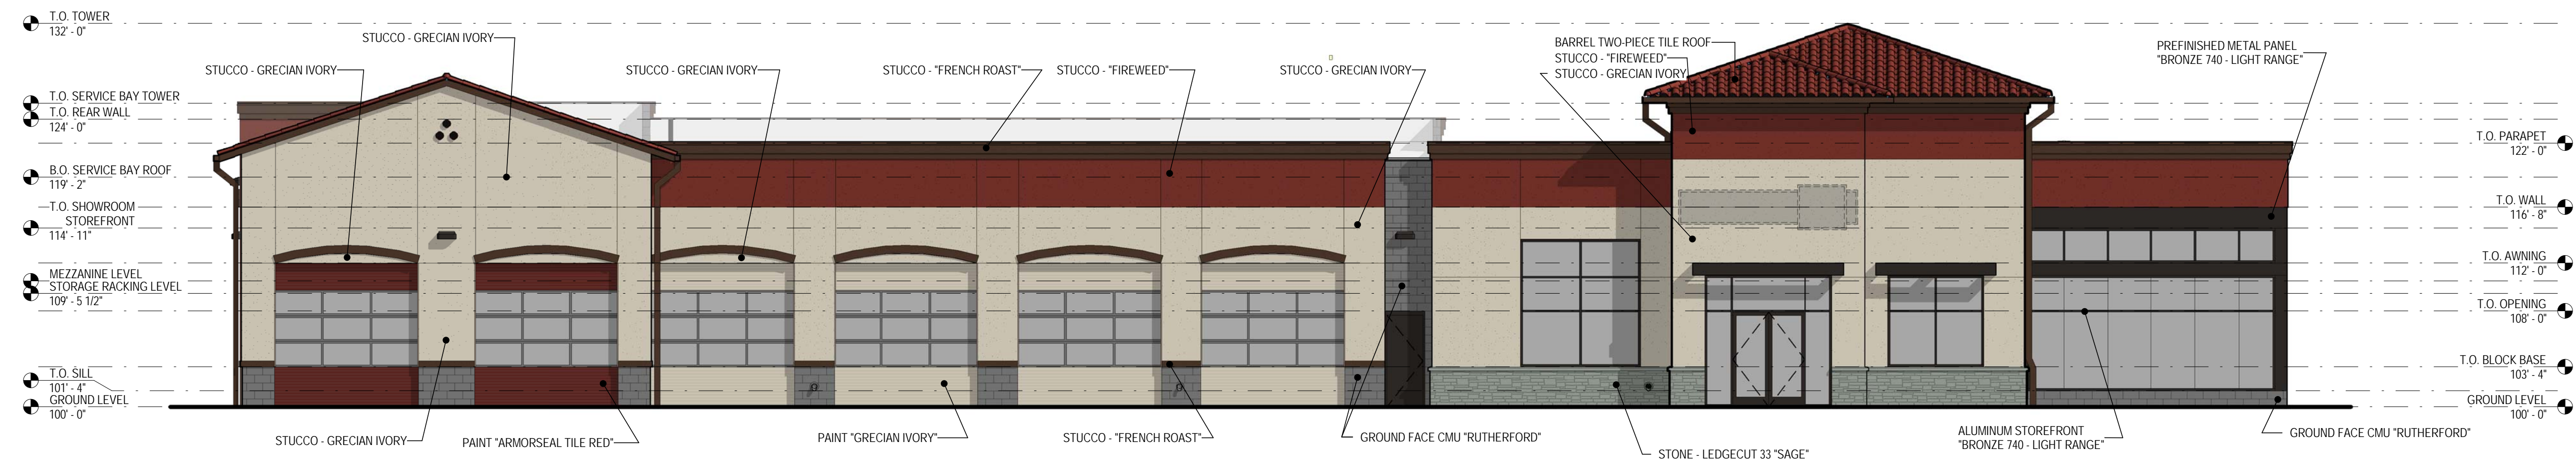 T.O. TOWER
132' - 0"
T.O. SERVICE BAY TOWER
T.O. REAR WALL
124' - 0"
B.O. SERVICE BAY ROOF
119' - 2"
T.O. SHOWROOM
STOREFRONT
114' - 11"
MEZZANINE LEVEL
STORAGE RACKING LEVEL
109' - 5 1/2"
T.O. SILL
101' - 4"
GROUND LEVEL
100' - 0"
STUCCO - GRECIAN IVORY
STUCCO - GRECIAN IVORY
STUCCO - GRECIAN IVORY
STUCCO - "FRENCH ROAST"
STUCCO - "FIREWEED"
STUCCO - GRECIAN IVORY
BARREL TWO-PIECE TILE ROOF
STUCCO - "FIREWEED"
STUCCO - GRECIAN IVORY
PREFINISHED METAL PANEL
"BRONZE 740 - LIGHT RANGE"
T.O. PARAPET
122' - 0"
T.O. WALL
116' - 8"
T.O. AWNING
112' - 0"
T.O. OPENING
108' - 0"
T.O. BLOCK BASE
103' - 4"
GROUND LEVEL
100' - 0"
STUCCO - GRECIAN IVORY
PAINT "ARMORSEAL TILE RED"
PAINT "GRECIAN IVORY"
STUCCO - "FRENCH ROAST"
GROUND FACE CMU "RUTHERFORD"
STONE - LEDGECUT 33 "SAGE"
ALUMINUM STOREFRONT
"BRONZE 740 - LIGHT RANGE"
GROUND FACE CMU "RUTHERFORD"